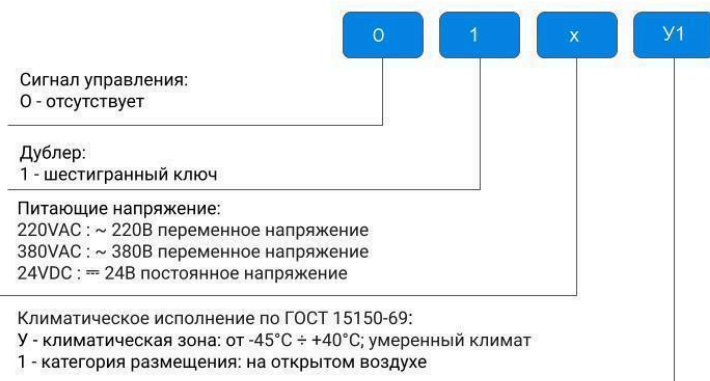 0 1 x У1
Сигнал управления:
О - отсутствует
Дублер:
1 - шестигранный ключ
Питающие напряжение:
220VAC : ~ 220В переменное напряжение
380VAC : ~ 380В переменное напряжение
24VDC : ⎓ 24В постоянное напряжение
Климатическое исполнение по ГОСТ 15150-69:
У - климатическая зона: от -45°C ÷ +40°C; умеренный климат
1 - категория размещения: на открытом воздухе